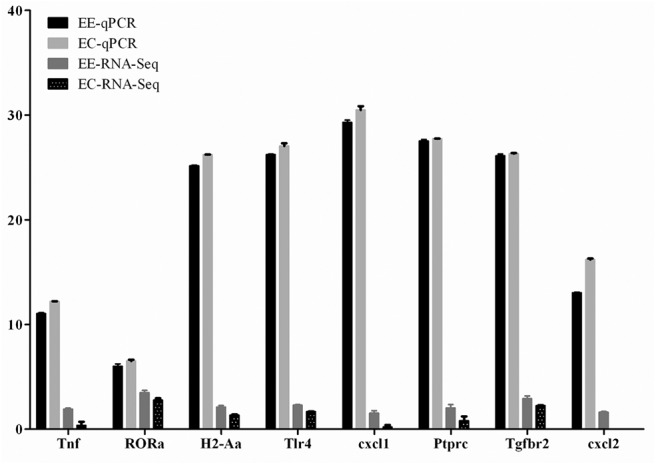 40
30
20
10
0
EE-qPCR
EC-qPCR
EE-RNA-Seq
EC-RNA-Seq
Tnf RORa H2-Aa Tlr4 cxcl1 Ptprc Tgfbr2 cxcl2